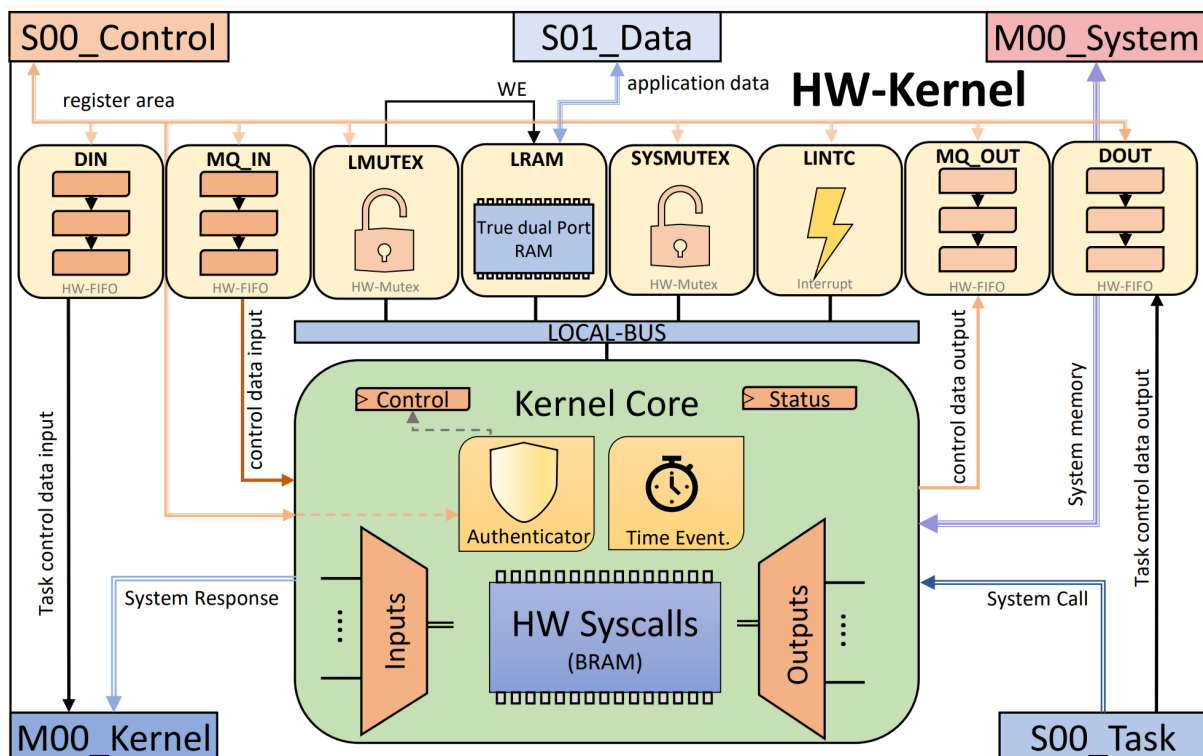 S00_Control
S01_Data
M00_System
register area
WE
application data
HW-Kernel
DIN
HW-FIFO
MQ_IN
HW-FIFO
LMUTEX
HW-Mutex
LRAM
True dual Port
RAM
SYSMUTEX
HW-Mutex
LINTC
Interrupt
MQ_OUT
HW-FIFO
DOUT
HW-FIFO
LOCAL-BUS
Task control data input
control data input
control data output
System memory
Task control data output
Control
Kernel Core
Status
Authenticator
Time Event.
System Response
System Call
Inputs
HW Syscalls
(BRAM)
Outputs
M00_Kernel
S00_Task